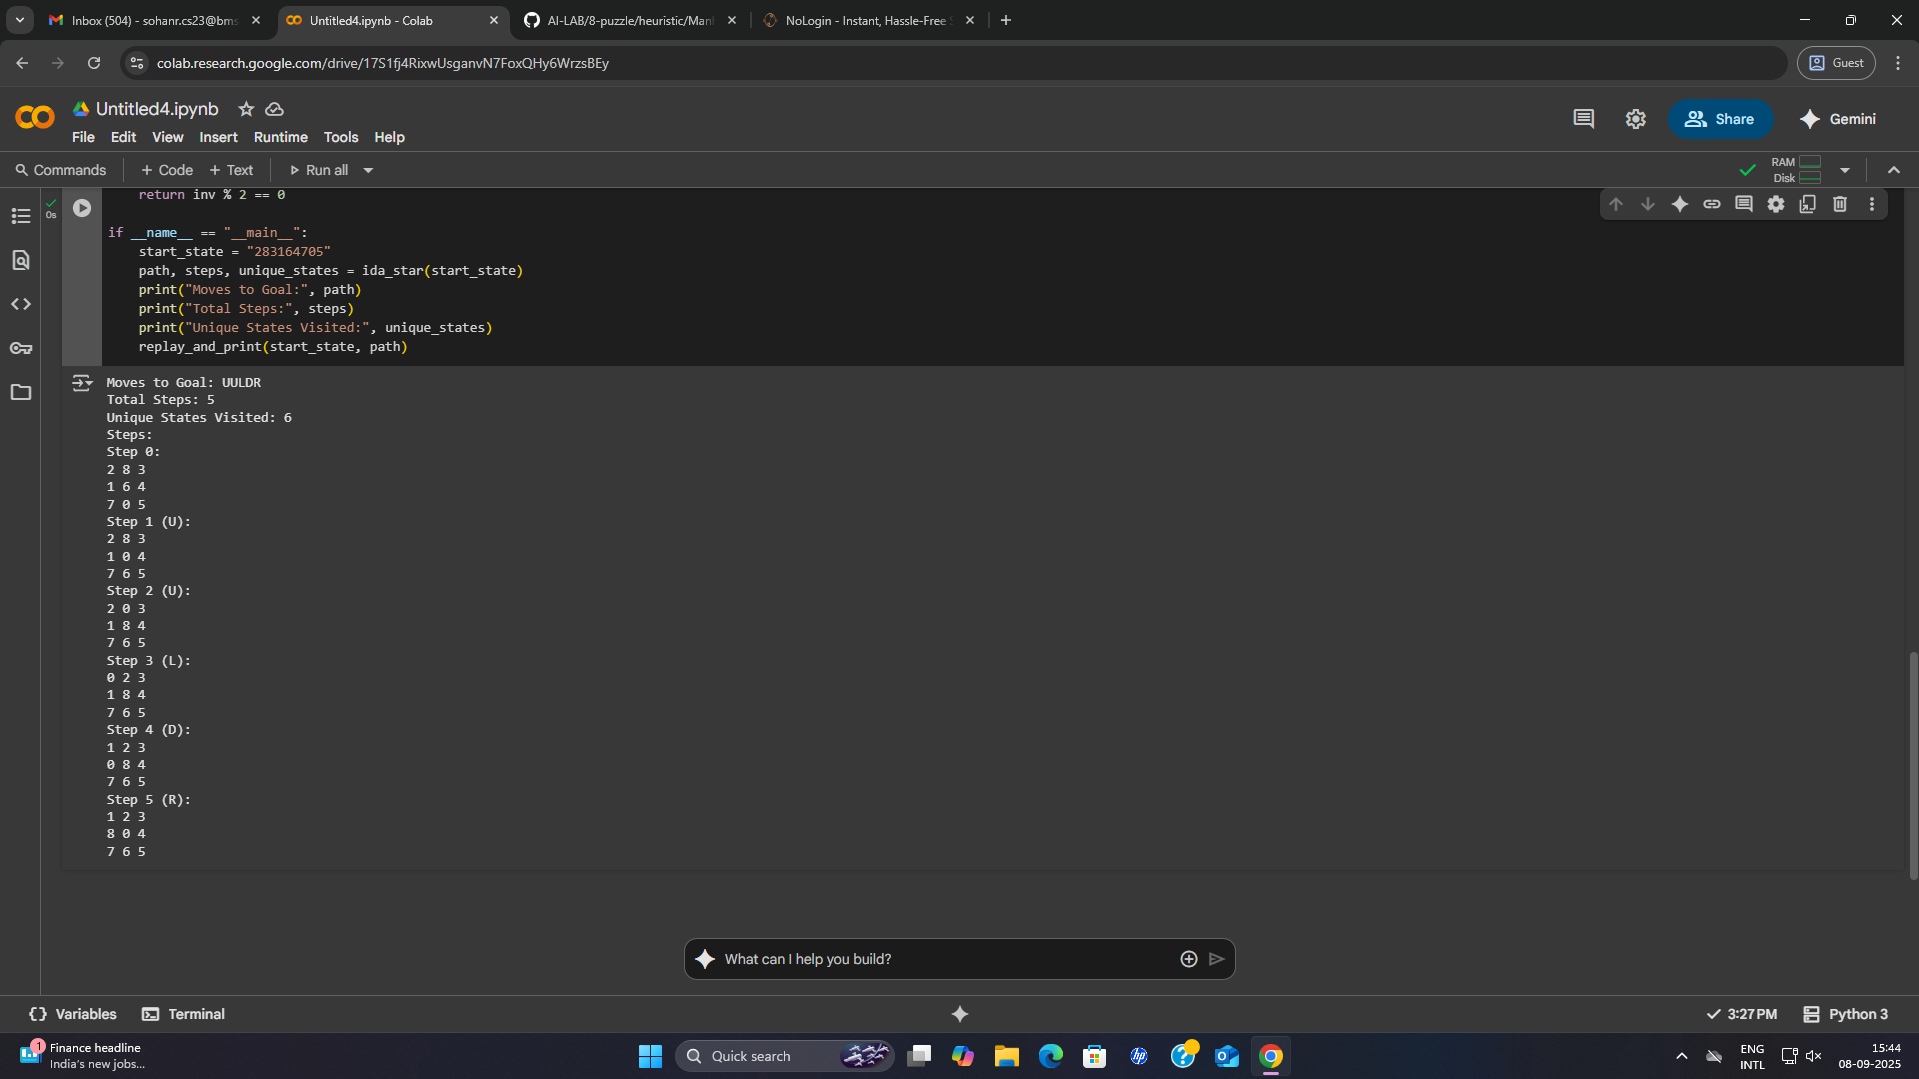 Inbox (504) - sohanr.cs23@bms
Untitled4.ipynb - Colab
AI-LAB/8-puzzle/heuristic/Man
NoLogin - Instant, Hassle-Free S
colab.research.google.com/drive/17S1fj4RixwUsganvN7FoxQHy6WrzsBEy
Guest
Untitled4.ipynb
File Edit View Insert Runtime Tools Help
Share
Gemini
Commands
+ Code
+ Text
Run all
RAM
Disk
0s
return inv % 2 == 0
if __name__ == "__main__":
start_state = "283164705"
path, steps, unique_states = ida_star(start_state)
print("Moves to Goal:", path)
print("Total Steps:", steps)
print("Unique States Visited:", unique_states)
replay_and_print(start_state, path)
Moves to Goal: UULDR
Total Steps: 5
Unique States Visited: 6
Steps:
Step 0:
2 8 3
1 6 4
7 0 5
Step 1 (U):
2 8 3
1 0 4
7 6 5
Step 2 (U):
2 0 3
1 8 4
7 6 5
Step 3 (L):
0 2 3
1 8 4
7 6 5
Step 4 (D):
1 2 3
0 8 4
7 6 5
Step 5 (R):
1 2 3
8 0 4
7 6 5
What can I help you build?
Variables
Terminal
3:27 PM
Python 3
1
Finance headline
India's new jobs...
Quick search
hp
ENG
INTL
15:44
08-09-2025